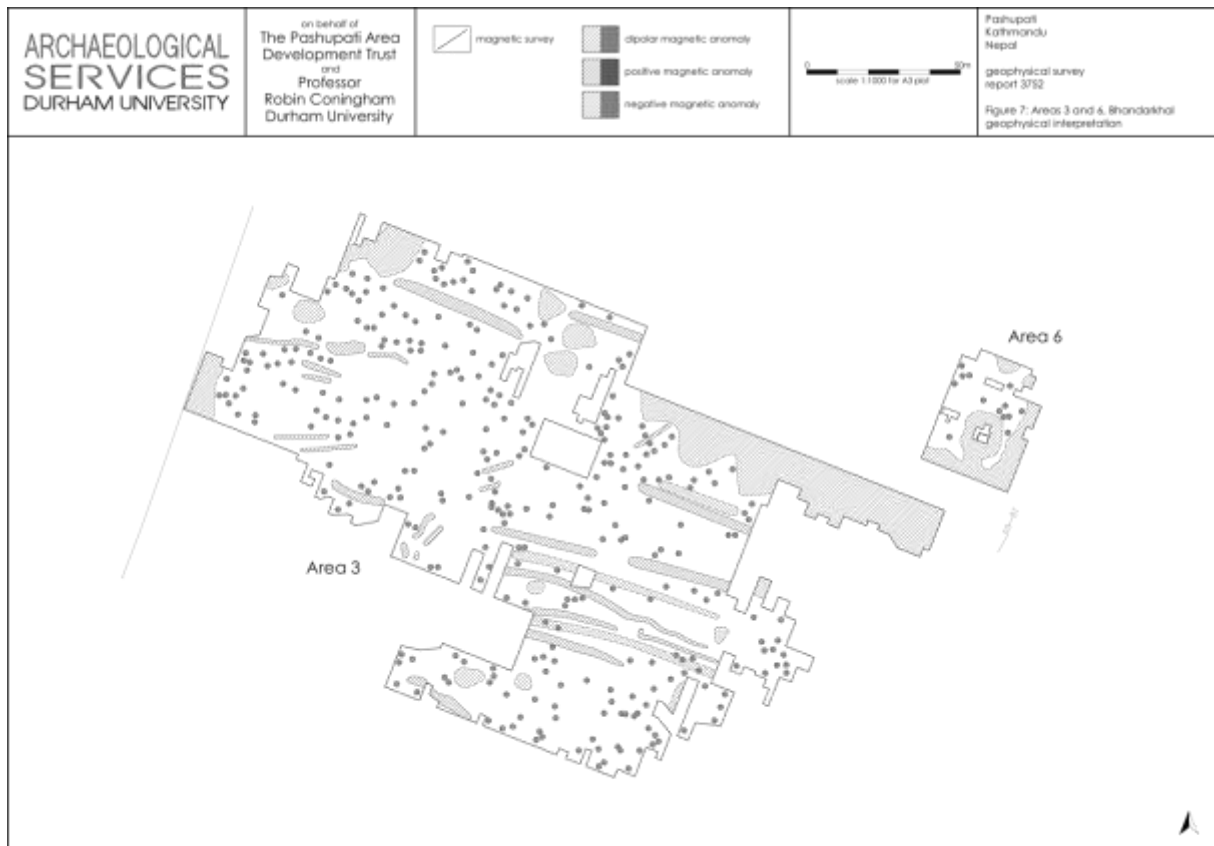 ARCHAEOLOGICAL
SERVICES
DURHAM UNIVERSITY
on behalf of
The Pashupati Area
Development Trust
and
Professor
Robin Coningham
Durham University
magnetic survey
dipolar magnetic anomaly
positive magnetic anomaly
negative magnetic anomaly
0 50m
scale 1:1000 for A3 plot
Pashupati
Kathmandu
Nepal
geophysical survey
report 3752
Figure 7: Areas 3 and 6, Bhandarkhal
geophysical interpretation
Area 6
Area 3